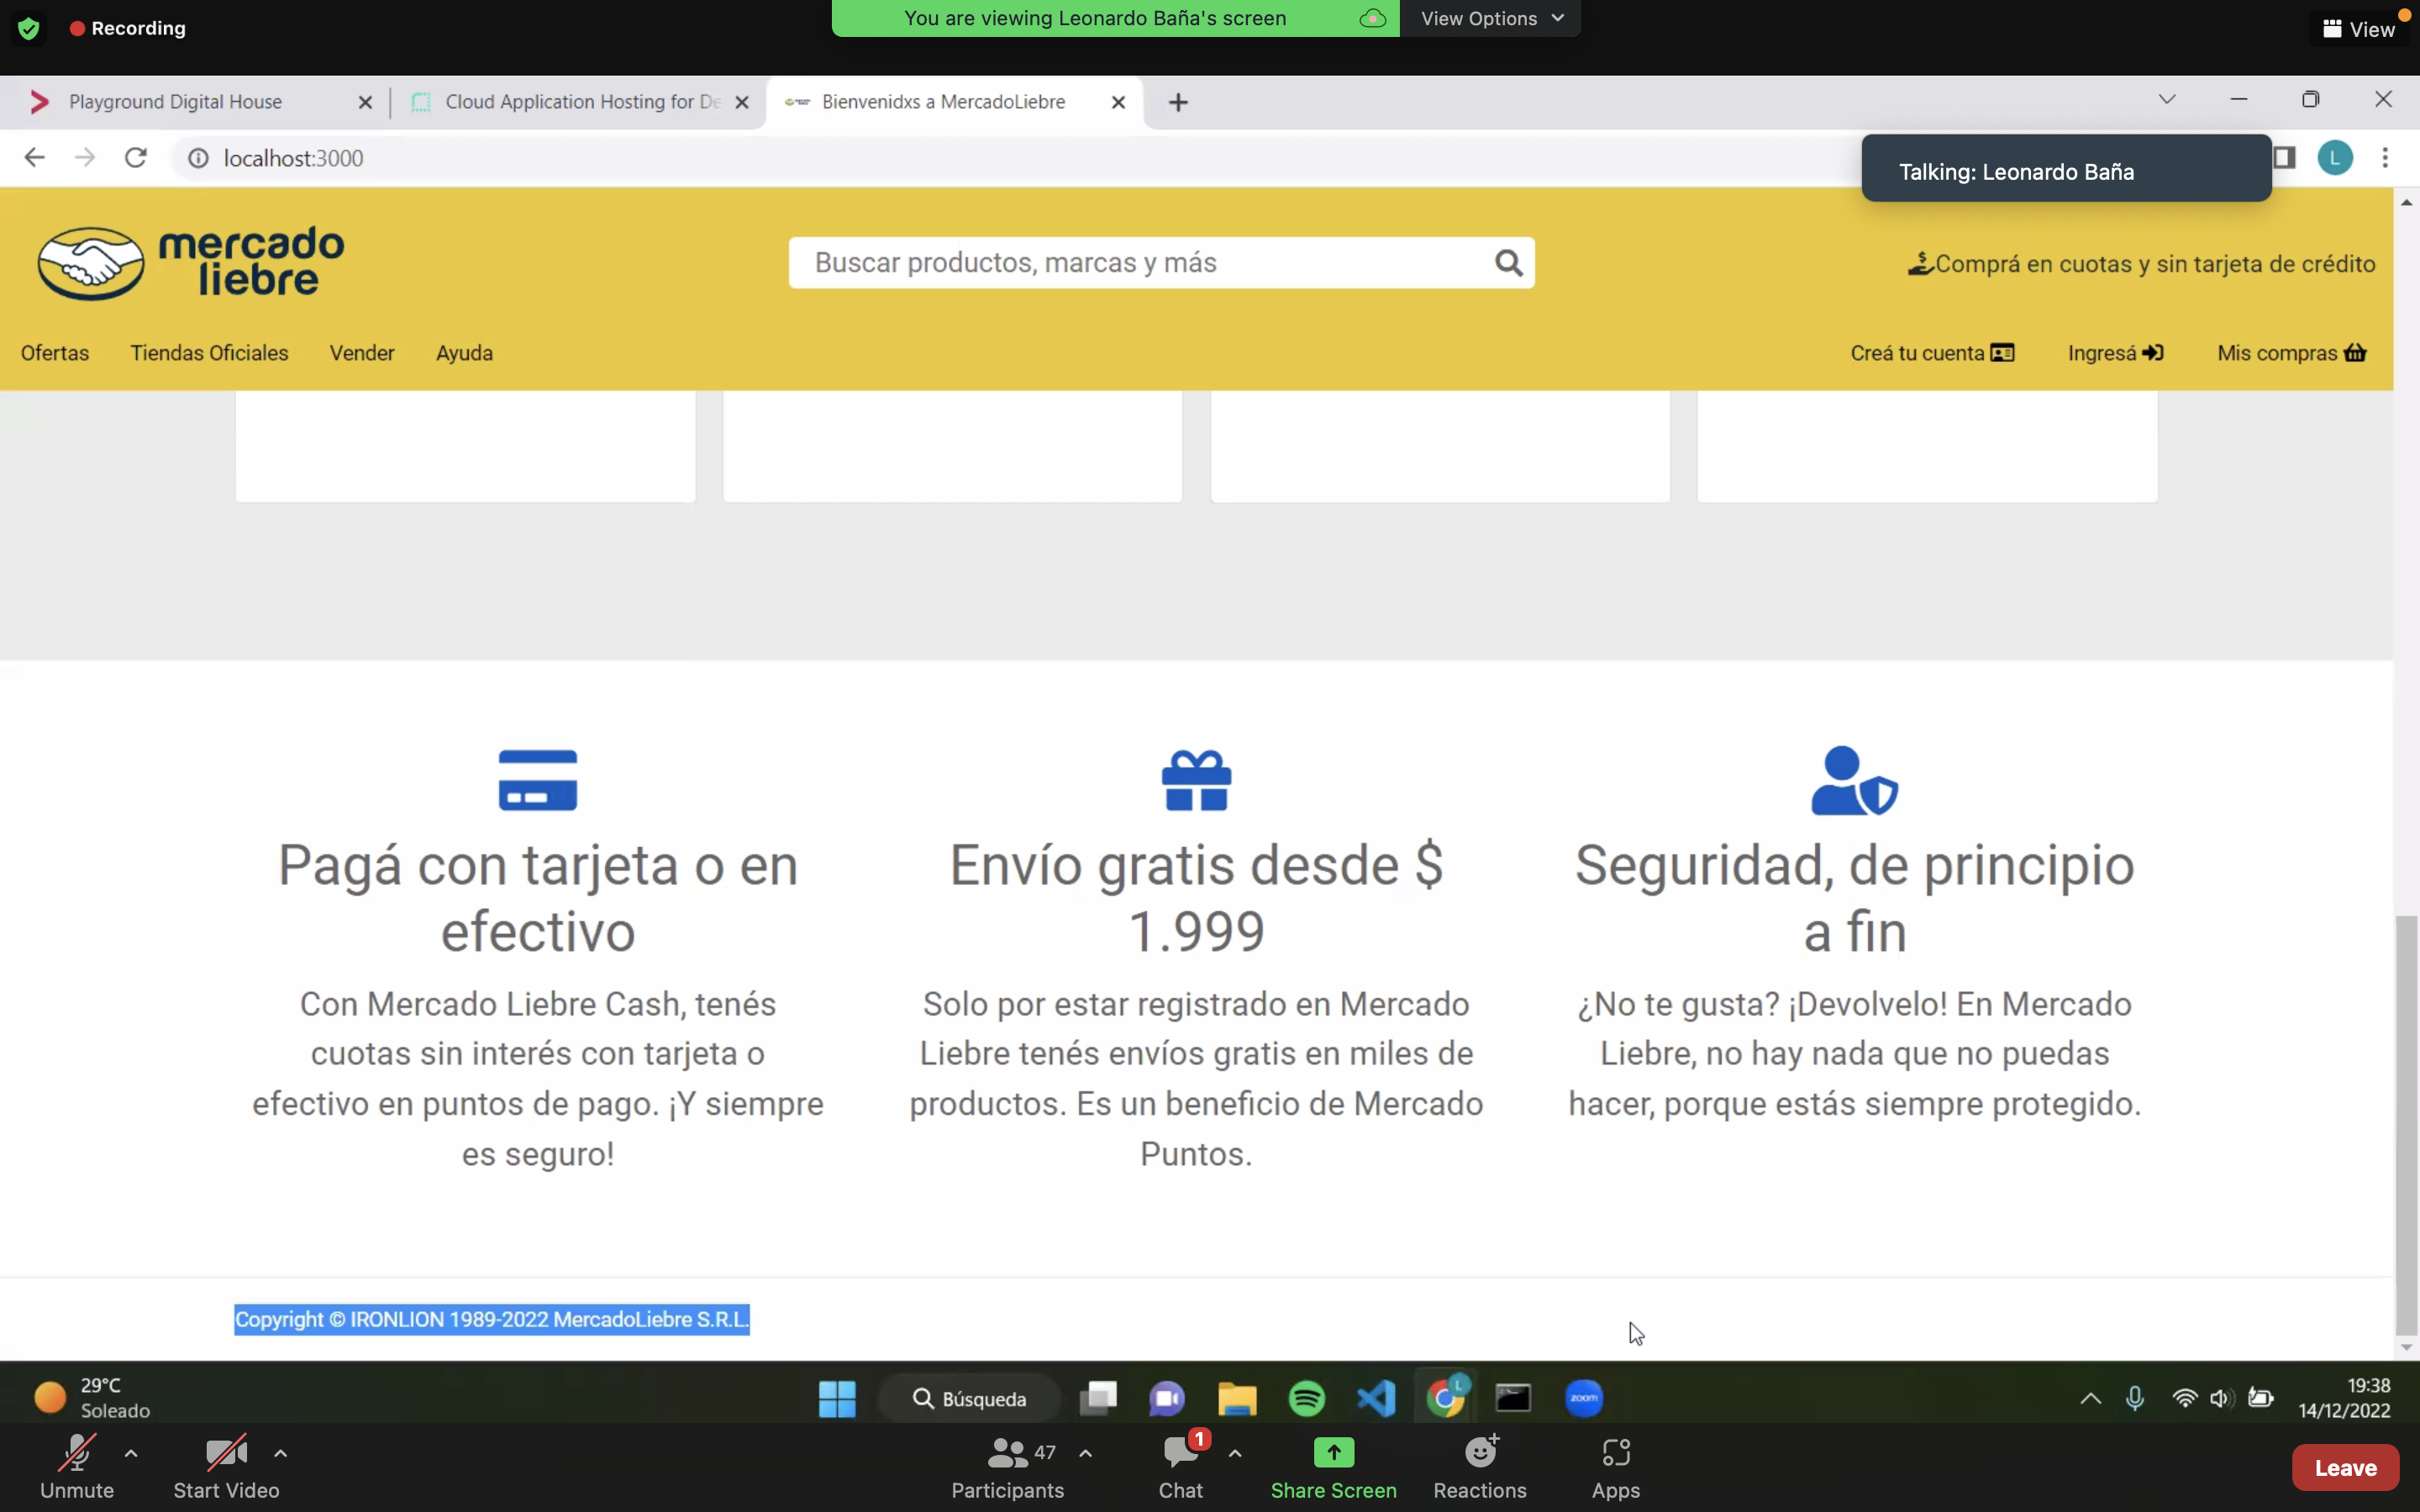 Recording
You are viewing Leonardo Baña's screen
View Options
View
Playground Digital House
Cloud Application Hosting for De
Bienvenidxs a MercadoLiebre
localhost:3000
Talking: Leonardo Baña
L
mercado
liebre
Buscar productos, marcas y más
Comprá en cuotas y sin tarjeta de crédito
Ofertas
Tiendas Oficiales
Vender
Ayuda
Creá tu cuenta
Ingresá
Mis compras
Pagá con tarjeta o en
efectivo
Con Mercado Liebre Cash, tenés
cuotas sin interés con tarjeta o
efectivo en puntos de pago. ¡Y siempre
es seguro!
Envío gratis desde $
1.999
Solo por estar registrado en Mercado
Liebre tenés envíos gratis en miles de
productos. Es un beneficio de Mercado
Puntos.
Seguridad, de principio
a fin
¿No te gusta? ¡Devolvelo! En Mercado
Liebre, no hay nada que no puedas
hacer, porque estás siempre protegido.
Copyright © IRONLION 1989-2022 MercadoLiebre S.R.L.
29°C
Soleado
Búsqueda
L
zoom
19:38
14/12/2022
Unmute
Start Video
47
Participants
1
Chat
Share Screen
Reactions
Apps
Leave